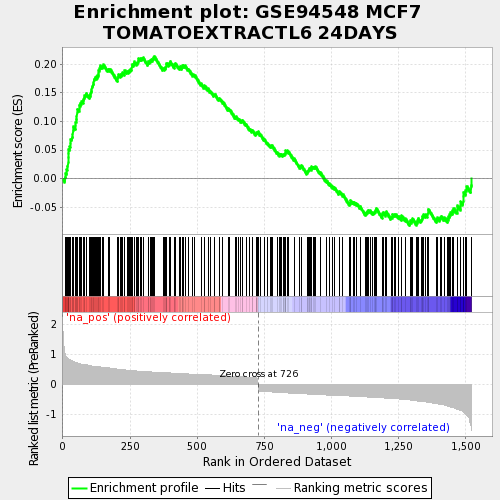 Enrichment plot: GSE94548 MCF7
TOMATOEXTRACTL6 24DAYS
Enrichment score (ES)
0.20
0.15
0.10
0.05
0.00
-0.05
'na_pos' (positively correlated)
Ranked list metric (PreRanked)
2
1
0
-1
Zero cross at 726
'na_neg' (negatively correlated)
0
250
500
750
1,000
1,250
1,500
Rank in Ordered Dataset
Enrichment profile
Hits
Ranking metric scores